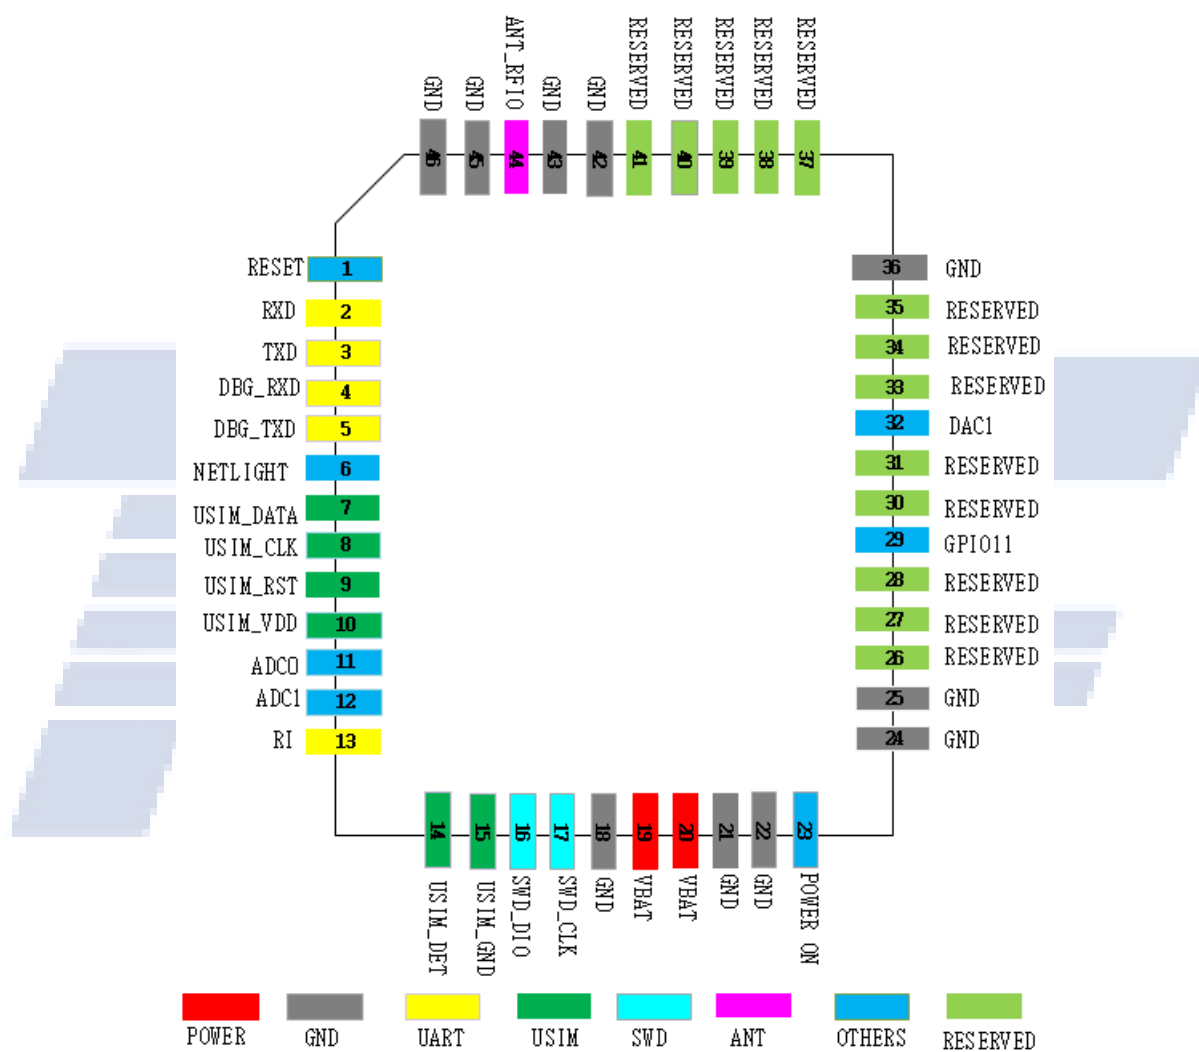 GND
GND
ANT_RFIO
GND
GND
RESERVED
RESERVED
RESERVED
RESERVED
RESERVED
46
45
44
43
42
41
40
39
38
37
RESET 1
RXD 2
TXD 3
DBG_RXD 4
DBG_TXD 5
NETLIGHT 6
USIM_DATA 7
USIM_CLK 8
USIM_RST 9
USIM_VDD 10
ADC0 11
ADC1 12
RI 13
36 GND
35 RESERVED
34 RESERVED
33 RESERVED
32 DAC1
31 RESERVED
30 RESERVED
29 GPIO11
28 RESERVED
27 RESERVED
26 RESERVED
25 GND
24 GND
14
15
16
17
18
19
20
21
22
23
USIM_DET
USIM_GND
SWD_DIO
SWD_CLK
GND
VBAT
VBAT
GND
GND
POWER ON
POWER
GND
UART
USIM
SWD
ANT
OTHERS
RESERVED